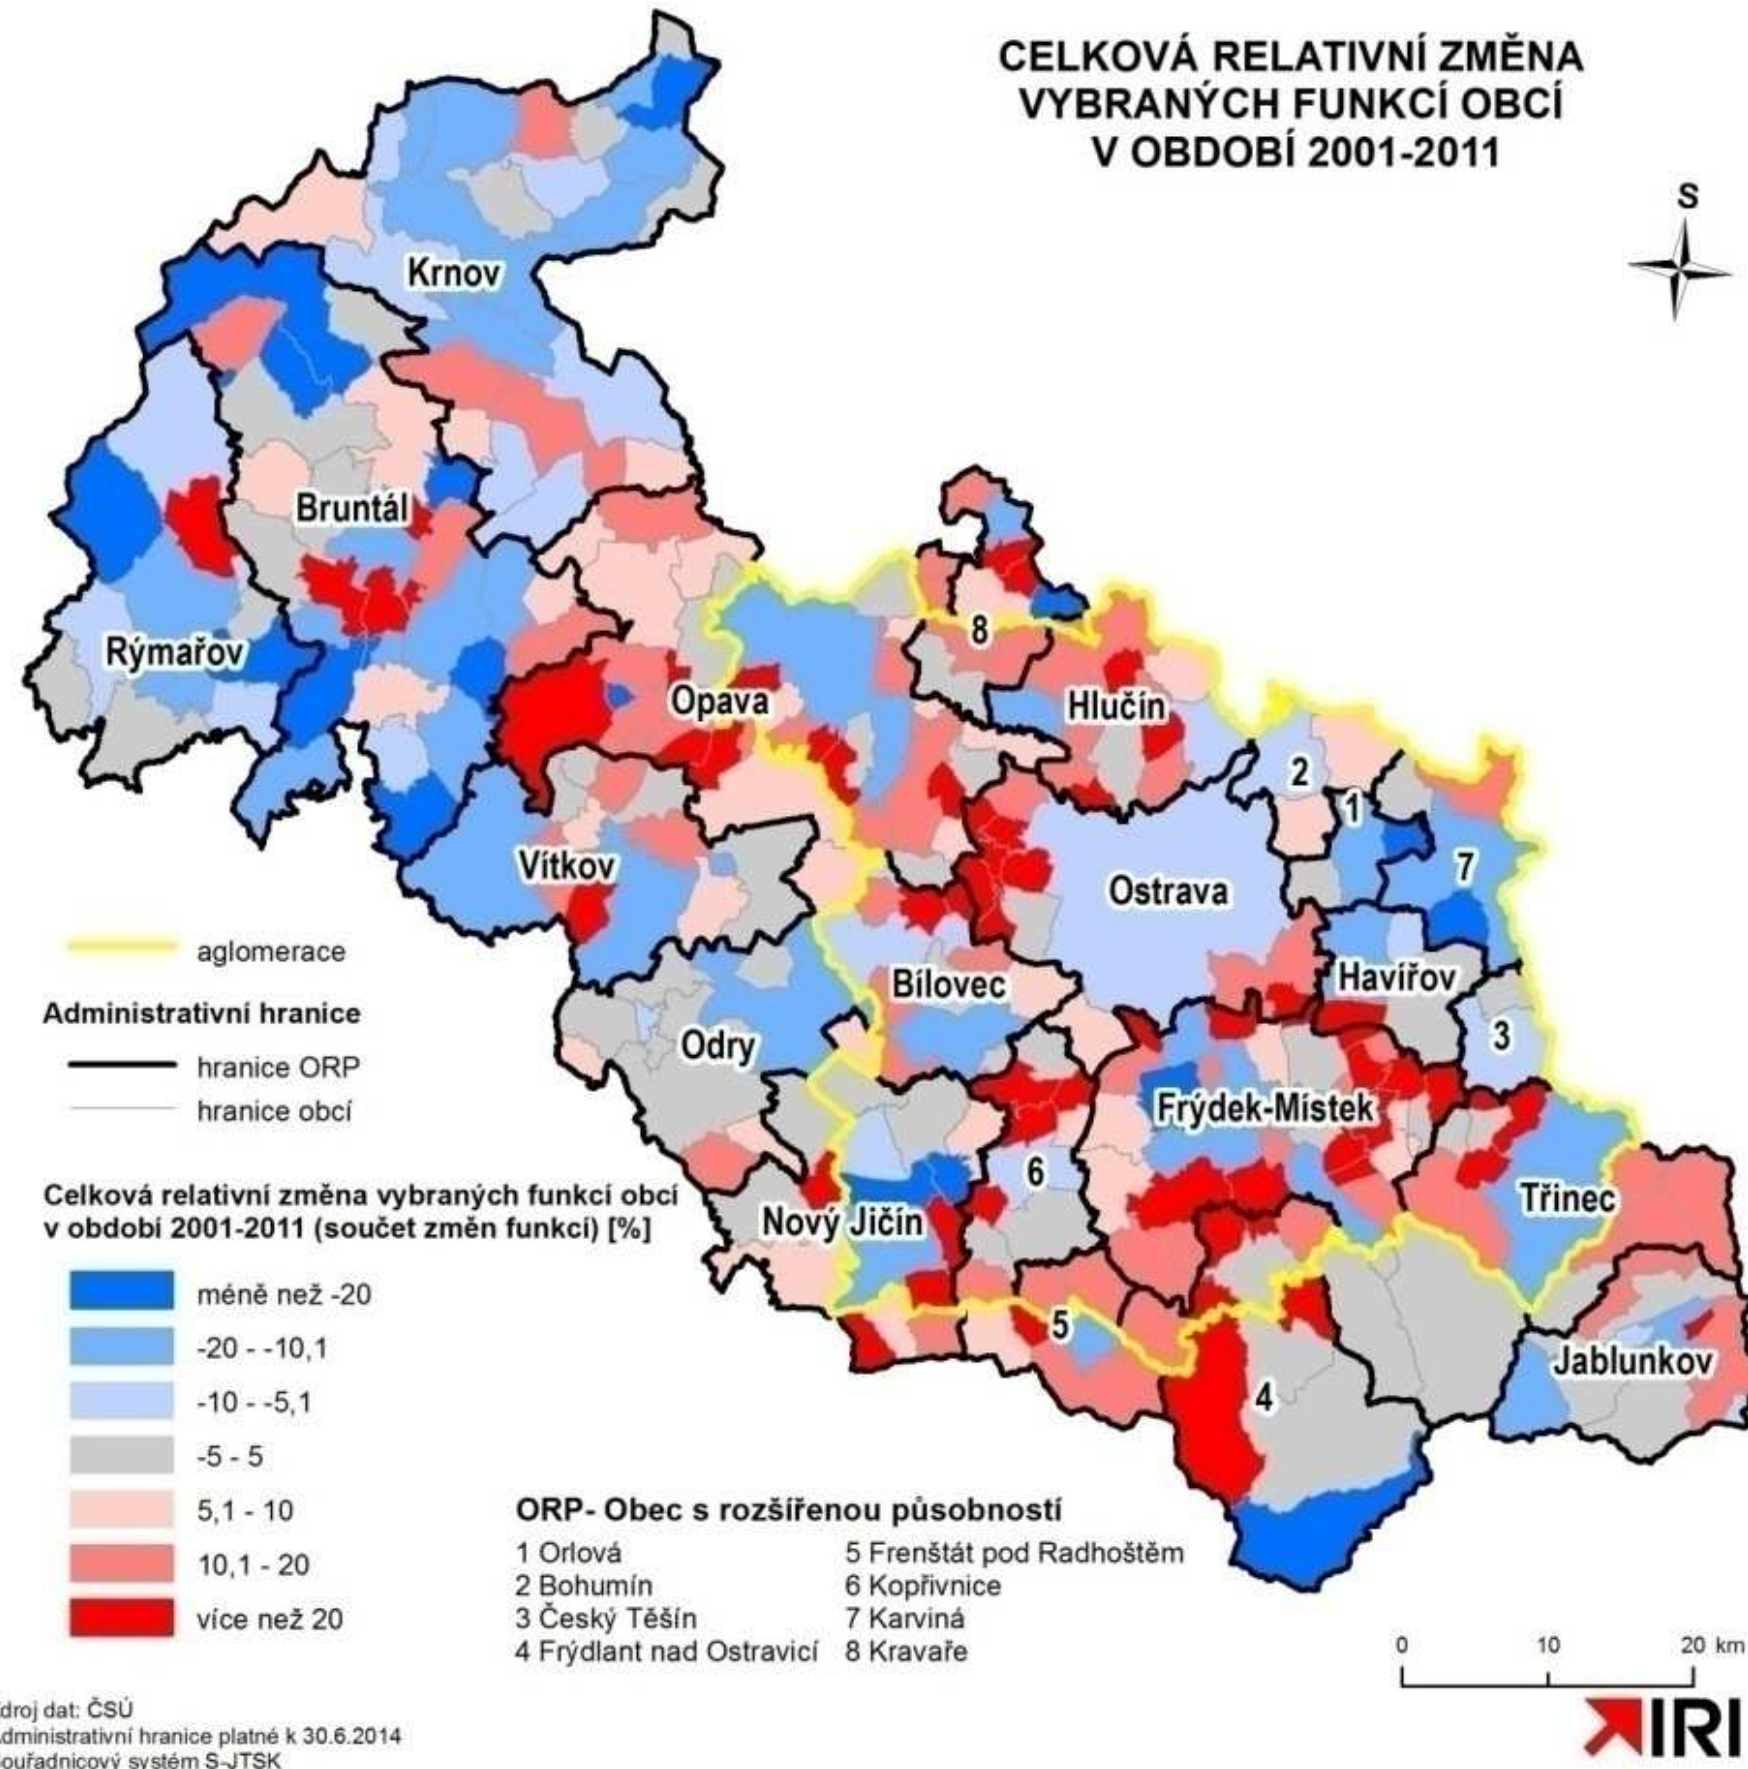 CELKOVÁ RELATIVNÍ ZMĚNA
VYBRANÝCH FUNKCÍ OBCÍ
V OBDOBÍ 2001-2011
S
Krnov
Bruntál
Rýmařov
8
Opava
Hlučín
2
1
7
Vítkov
Ostrava
Bílovec
Havířov
Odry
3
Frýdek-Místek
6
Třinec
Nový Jičín
5
Jablunkov
4
aglomerace
Administrativní hranice
hranice ORP
hranice obcí
Celková relativní změna vybraných funkcí obcí
v období 2001-2011 (součet změn funkcí) [%]
méně než -20
-20 - -10,1
-10 - -5,1
-5 - 5
5,1 - 10
10,1 - 20
více než 20
ORP- Obec s rozšířenou působností
1 Orlová
2 Bohumín
3 Český Těšín
4 Frýdlant nad Ostravicí
5 Frenštát pod Radhoštěm
6 Kopřivnice
7 Karviná
8 Kravaře
0 10 20 km
droj dat: ČSÚ
dministrativní hranice platné k 30.6.2014
ouřadnicový systém S-JTSK
IRI